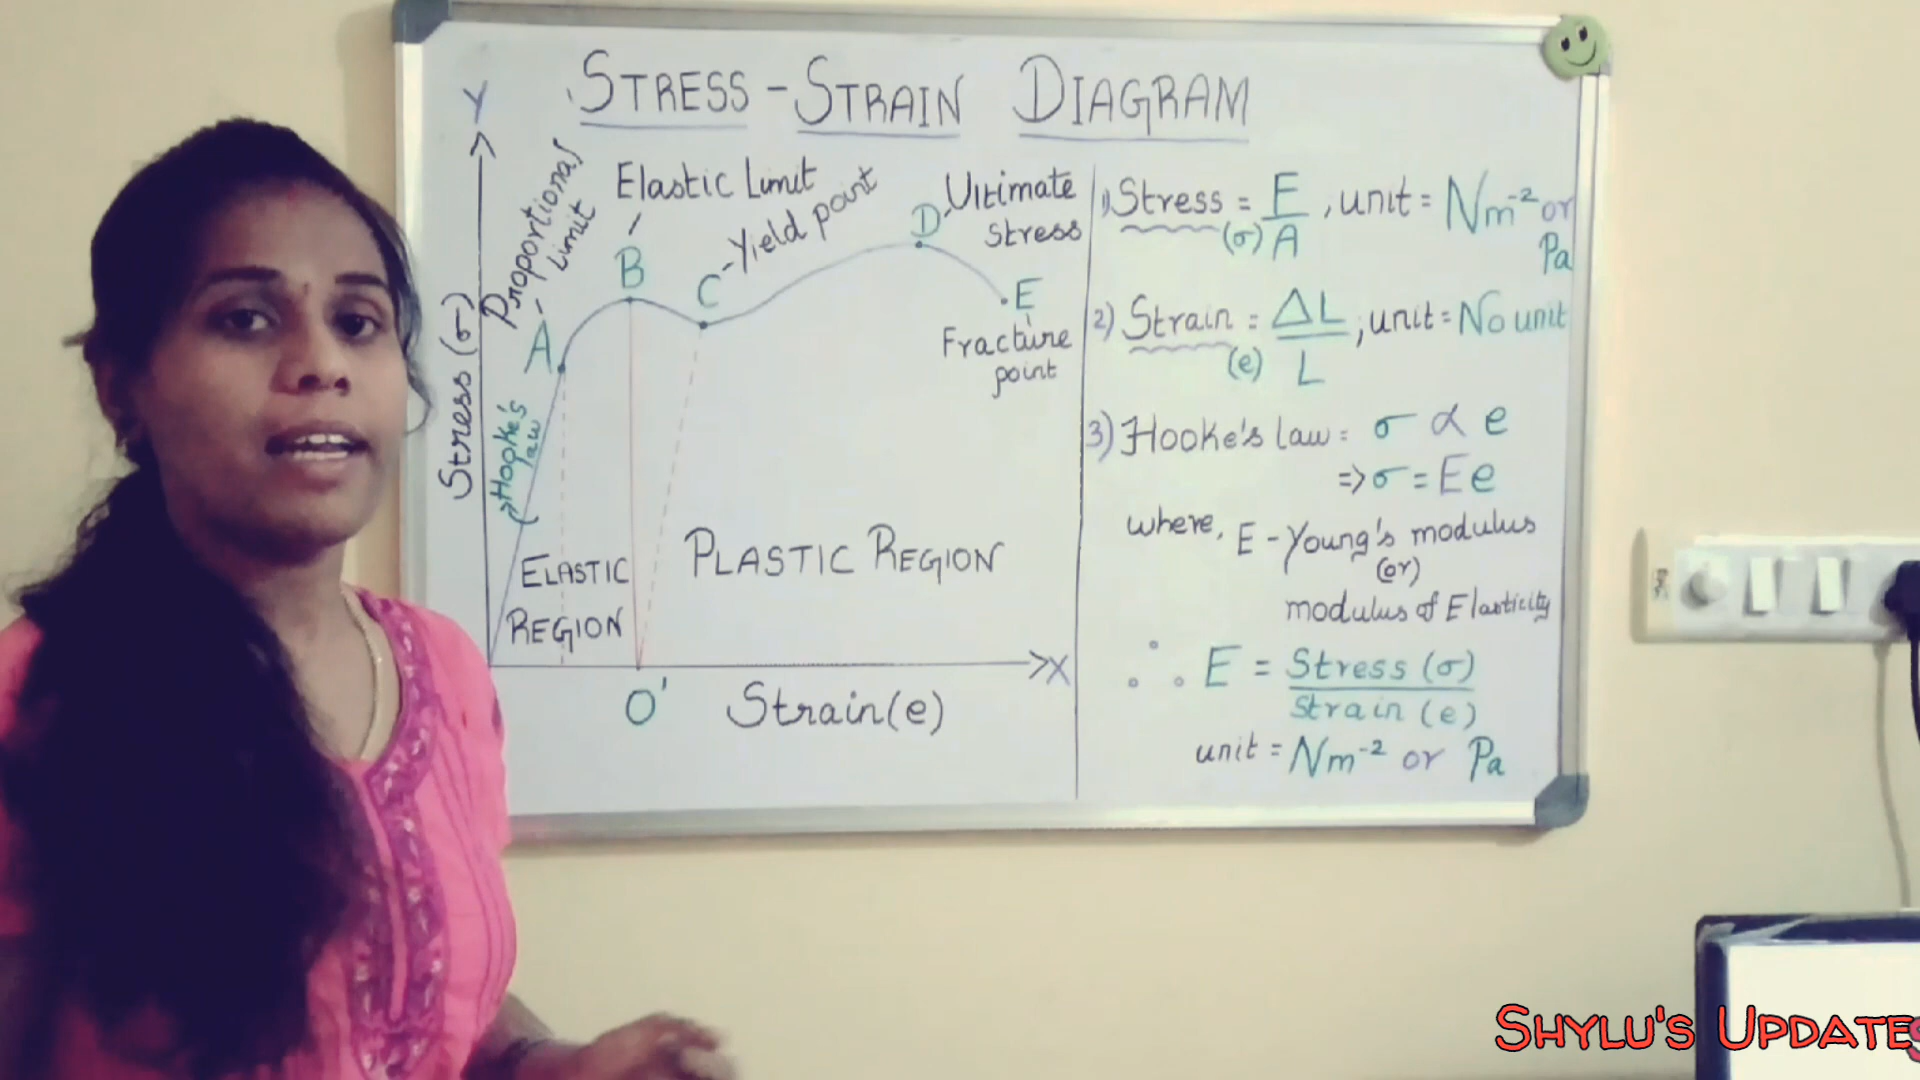 STRESS - STRAIN DIAGRAM
Y
Stress (σ)
Proportional
Limit
A
Hooke's
law
Elastic Limit
B
C - Yield point
D - Ultimate
Stress
E
Fracture
point
ELASTIC
REGION
PLASTIC REGION
X
O'
Strain(e)
1) Stress = F/A, unit = Nm⁻² or
(σ)
Pa
2) Strain = ΔL/L, unit = No unit
(e)
3) Hooke's law = σ ∝ e
=> σ = Ee
where, E - Young's modulus
(or)
modulus of Elasticity
∴ E = Stress (σ)
Strain (e)
unit = Nm⁻² or Pa
SHYLU'S UPDATES